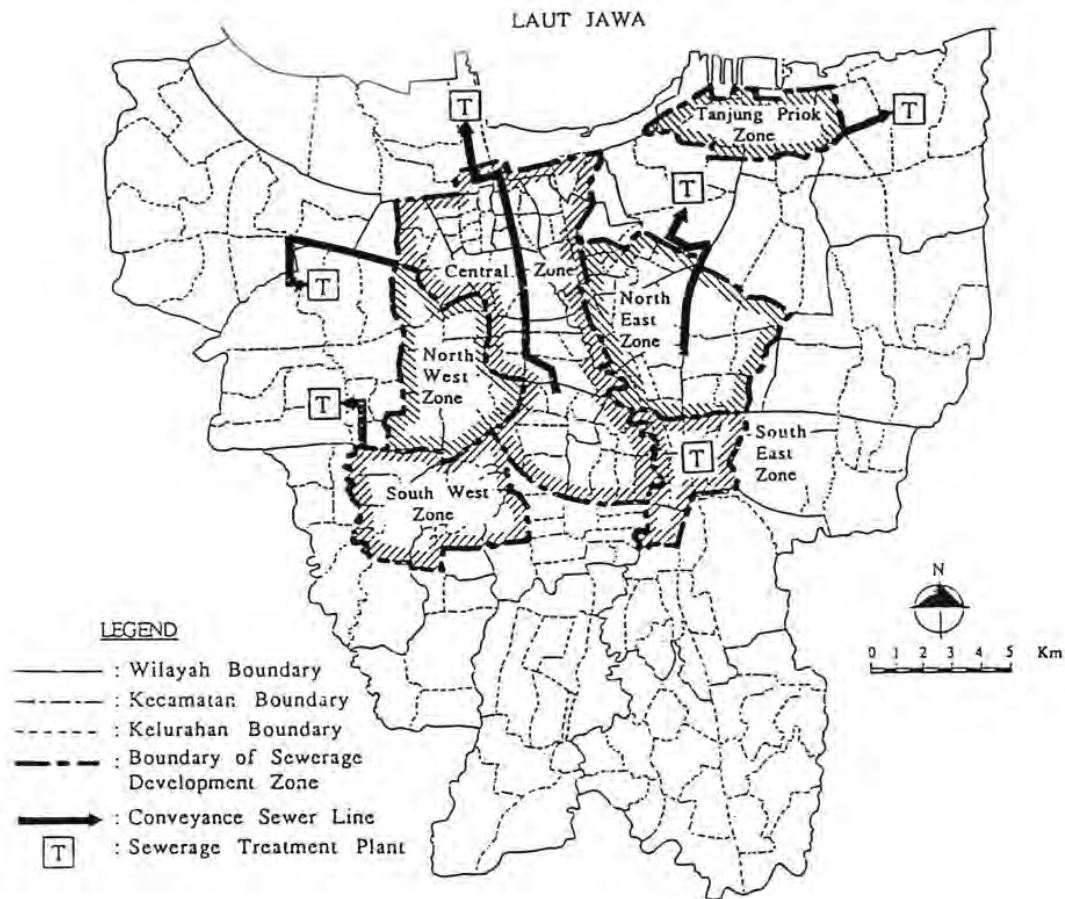 LAUT JAWA
T
Tanjung Priok
Zone
T
T
Central Zone
T
North
East
Zone
North
West
Zone
T
South
East
Zone
T
South West
Zone
N
0 1 2 3 4 5 Km
LEGEND
: Wilayah Boundary
: Kecamatan Boundary
: Kelurahan Boundary
: Boundary of Sewerage
Development Zone
: Conveyance Sewer Line
T : Sewerage Treatment Plant